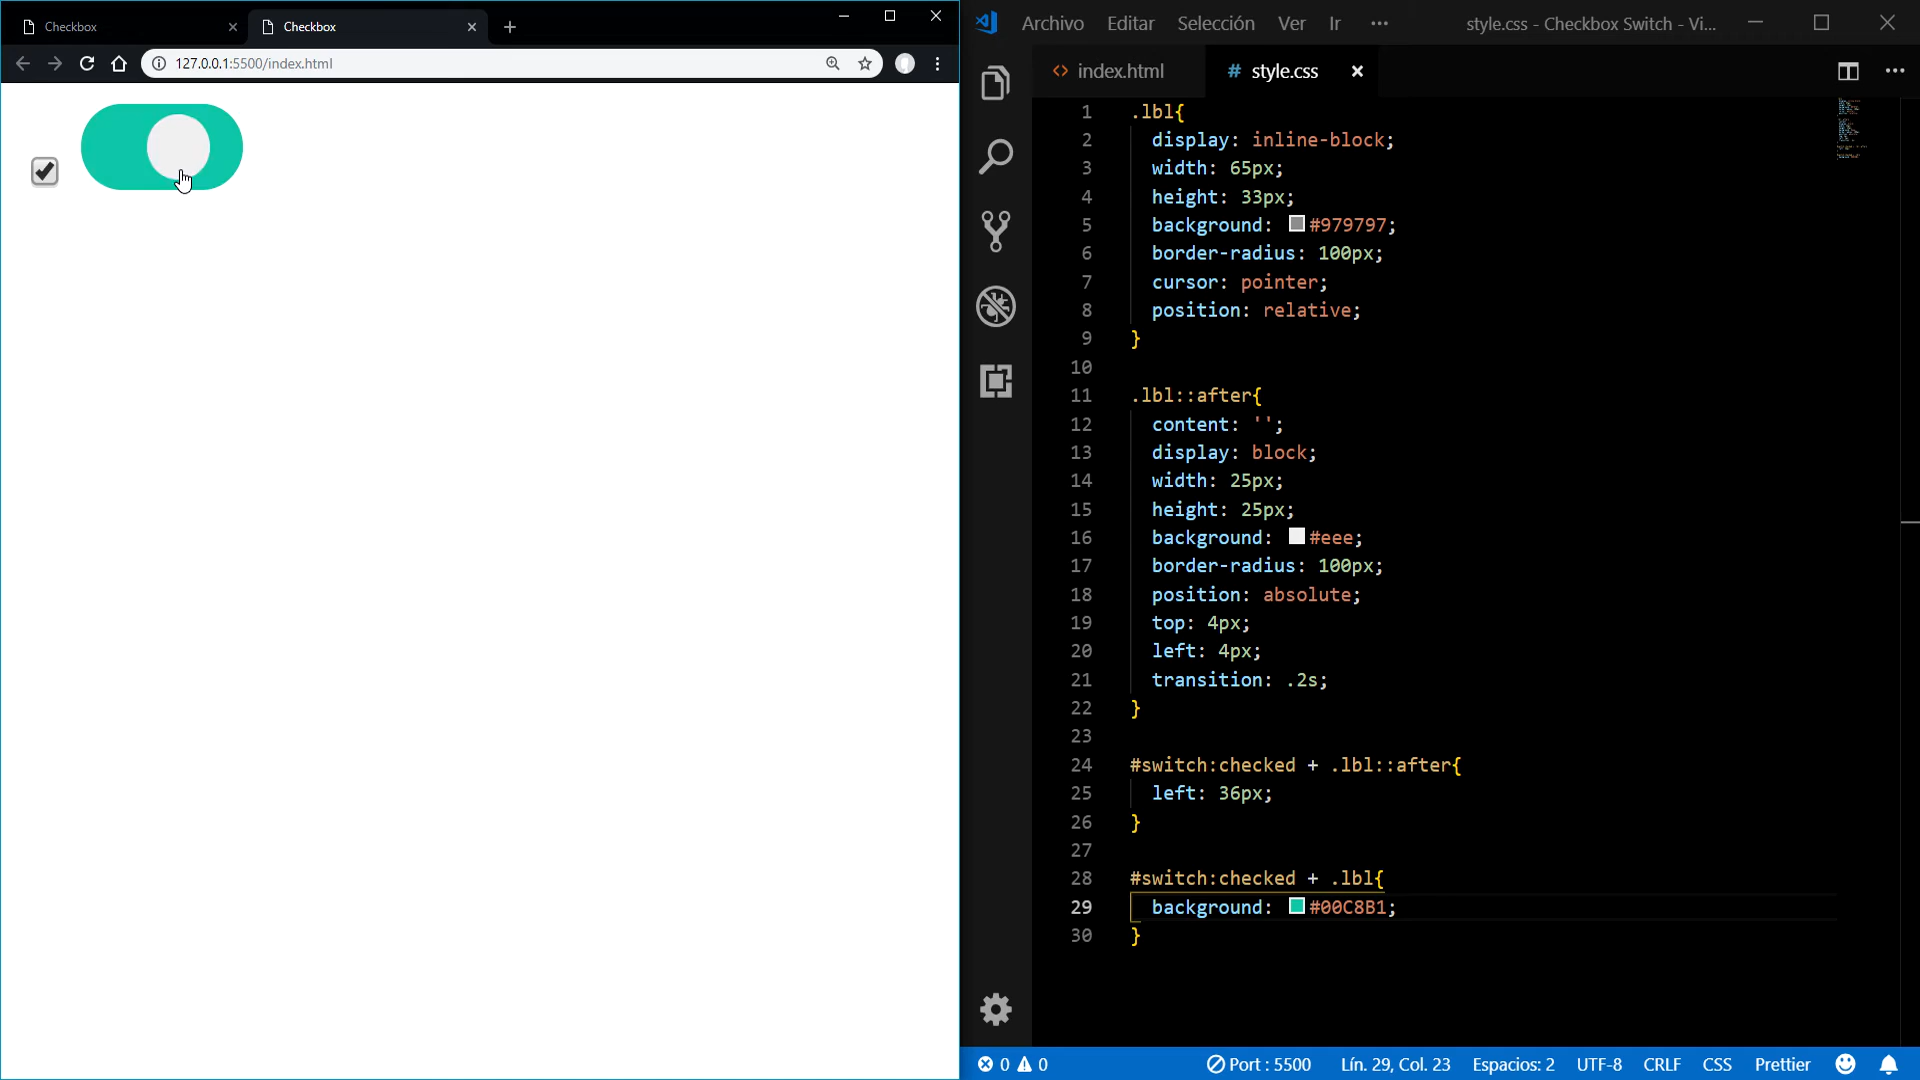 Checkbox
Checkbox
127.0.0.1:5500/index.html
Archivo Editar Selección Ver Ir ··· style.css - Checkbox Switch - Vi...
index.html # style.css
1 .lbl{
2 display: inline-block;
3 width: 65px;
4 height: 33px;
5 background: #979797;
6 border-radius: 100px;
7 cursor: pointer;
8 position: relative;
9 }
10
11 .lbl::after{
12 content: '';
13 display: block;
14 width: 25px;
15 height: 25px;
16 background: #eee;
17 border-radius: 100px;
18 position: absolute;
19 top: 4px;
20 left: 4px;
21 transition: .2s;
22 }
23
24 #switch:checked + .lbl::after{
25 left: 36px;
26 }
27
28 #switch:checked + .lbl{
29 background: #00C8B1;
30 }
0 0 Port : 5500 Lín. 29, Col. 23 Espacios: 2 UTF-8 CRLF CSS Prettier